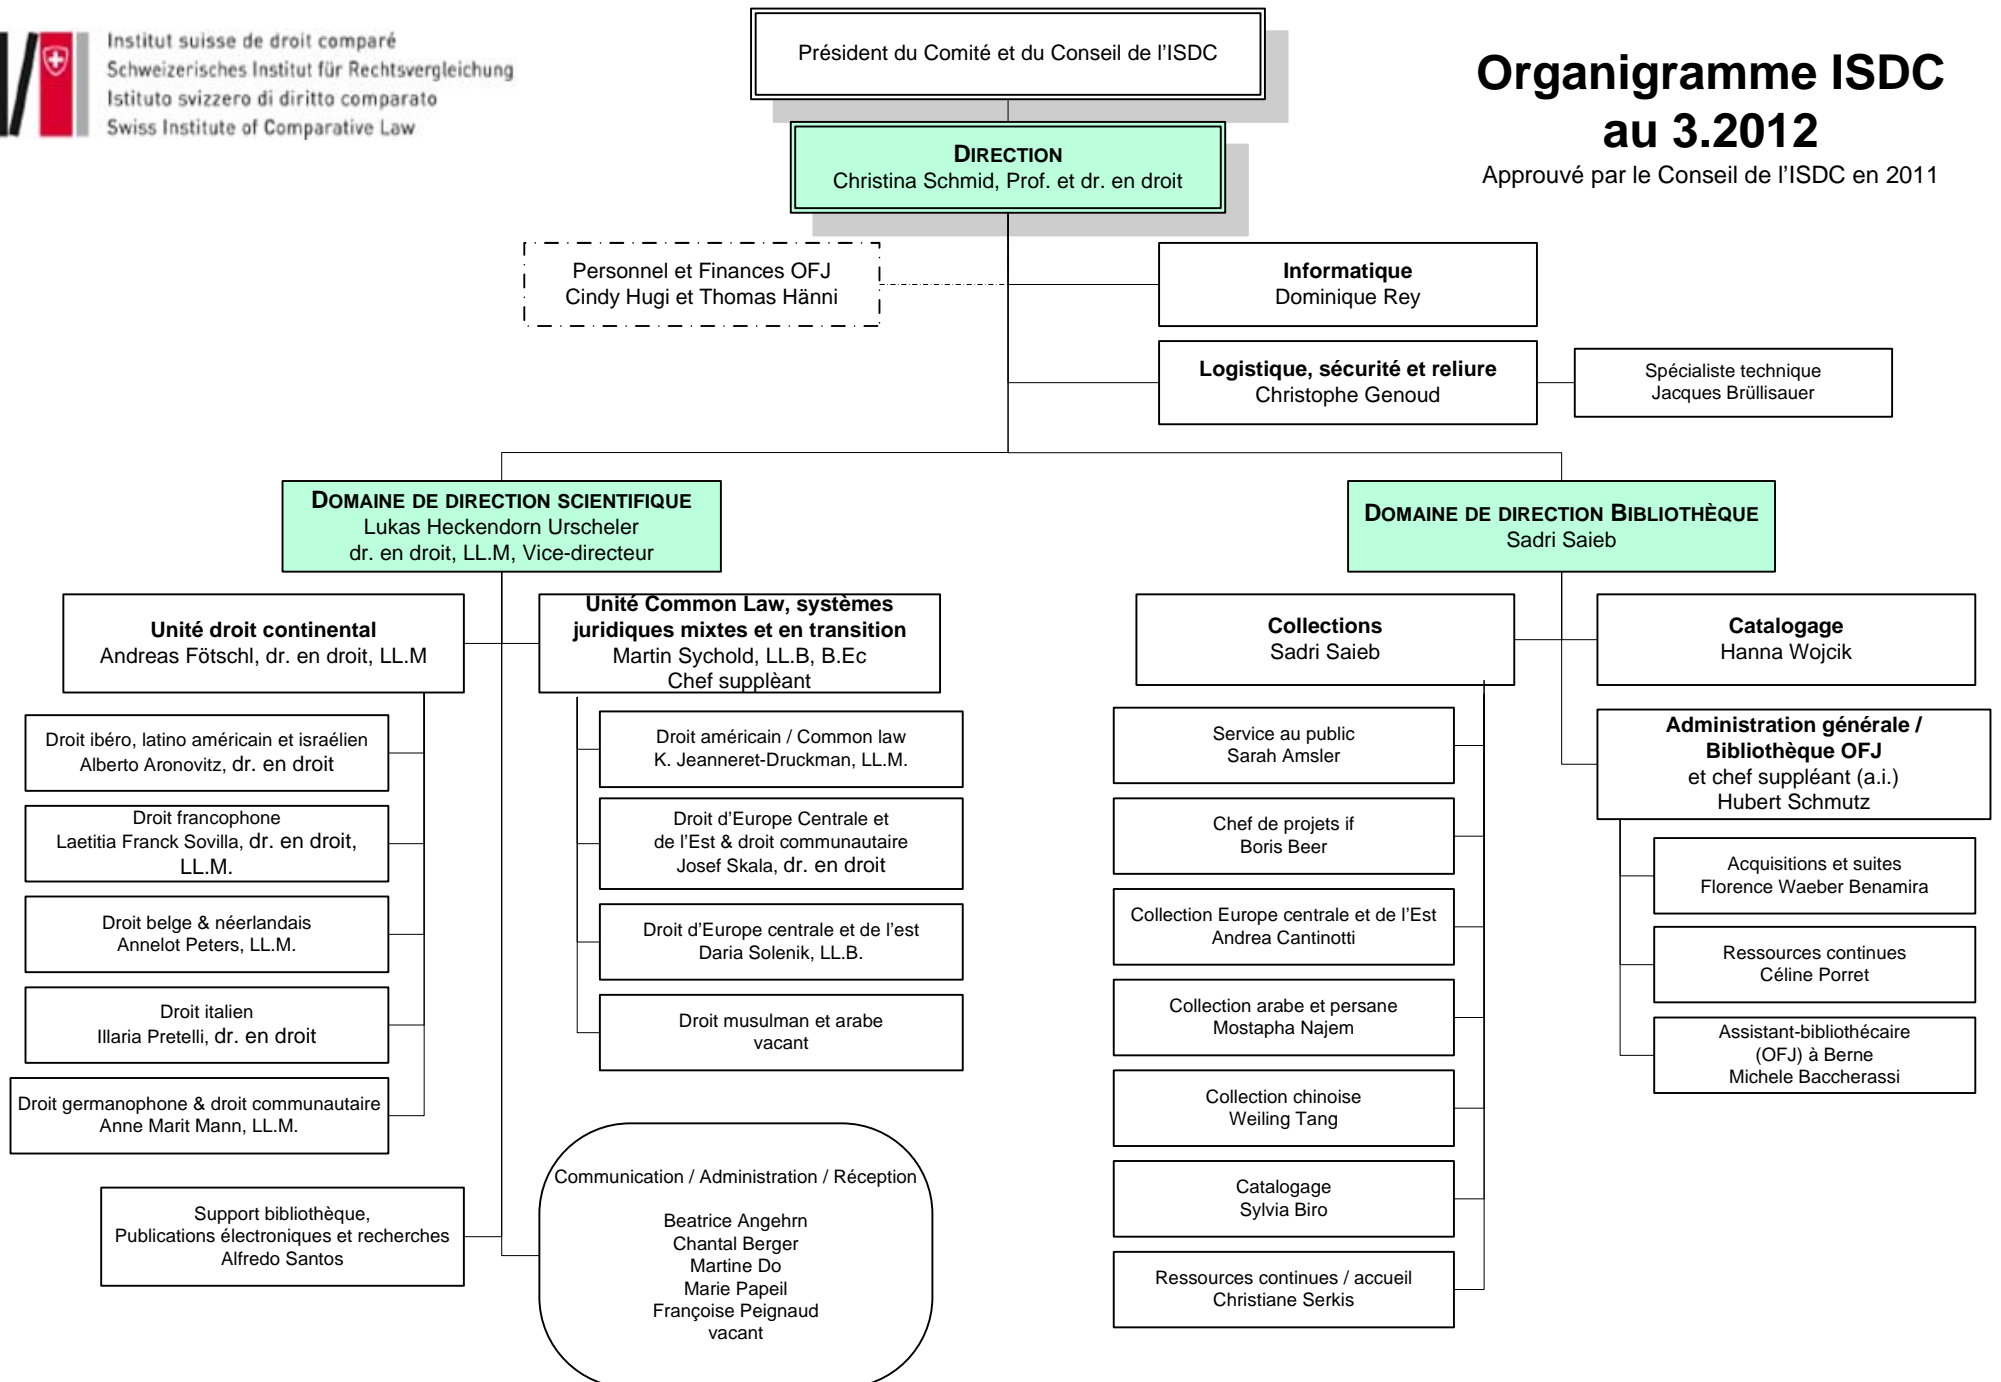 Institut suisse de droit comparé
Schweizerisches Institut für Rechtsvergleichung
Istituto svizzero di diritto comparato
Swiss Institute of Comparative Law
Président du Comité et du Conseil de l'ISDC
Organigramme ISDC
au 3.2012
Approuvé par le Conseil de l'ISDC en 2011
DIRECTION
Christina Schmid, Prof. et dr. en droit
Personnel et Finances OFJ
Cindy Hugi et Thomas Hänni
Informatique
Dominique Rey
Logistique, sécurité et reliure
Christophe Genoud
Spécialiste technique
Jacques Brüllisauer
DOMAINE DE DIRECTION SCIENTIFIQUE
Lukas Heckendorn Urscheler
dr. en droit, LL.M, Vice-directeur
DOMAINE DE DIRECTION BIBLIOTHÈQUE
Sadri Saieb
Unité droit continental
Andreas Fötschl, dr. en droit, LL.M
Unité Common Law, systèmes
juridiques mixtes et en transition
Martin Sychold, LL.B, B.Ec
Chef supplèant
Collections
Sadri Saieb
Catalogage
Hanna Wojcik
Droit ibéro, latino américain et israélien
Alberto Aronovitz, dr. en droit
Droit francophone
Laetitia Franck Sovilla, dr. en droit,
LL.M.
Droit belge & néerlandais
Annelot Peters, LL.M.
Droit italien
Illaria Pretelli, dr. en droit
Droit germanophone & droit communautaire
Anne Marit Mann, LL.M.
Support bibliothèque,
Publications électroniques et recherches
Alfredo Santos
Droit américain / Common law
K. Jeanneret-Druckman, LL.M.
Droit d'Europe Centrale et
de l'Est & droit communautaire
Josef Skala, dr. en droit
Droit d'Europe centrale et de l'est
Daria Solenik, LL.B.
Droit musulman et arabe
vacant
Communication / Administration / Réception
Beatrice Angehrn
Chantal Berger
Martine Do
Marie Papeil
Françoise Peignaud
vacant
Service au public
Sarah Amsler
Chef de projets if
Boris Beer
Collection Europe centrale et de l'Est
Andrea Cantinotti
Collection arabe et persane
Mostapha Najem
Collection chinoise
Weiling Tang
Catalogage
Sylvia Biro
Ressources continues / accueil
Christiane Serkis
Administration générale /
Bibliothèque OFJ
et chef suppléant (a.i.)
Hubert Schmutz
Acquisitions et suites
Florence Waeber Benamira
Ressources continues
Céline Porret
Assistant-bibliothécaire
(OFJ) à Berne
Michele Baccherassi